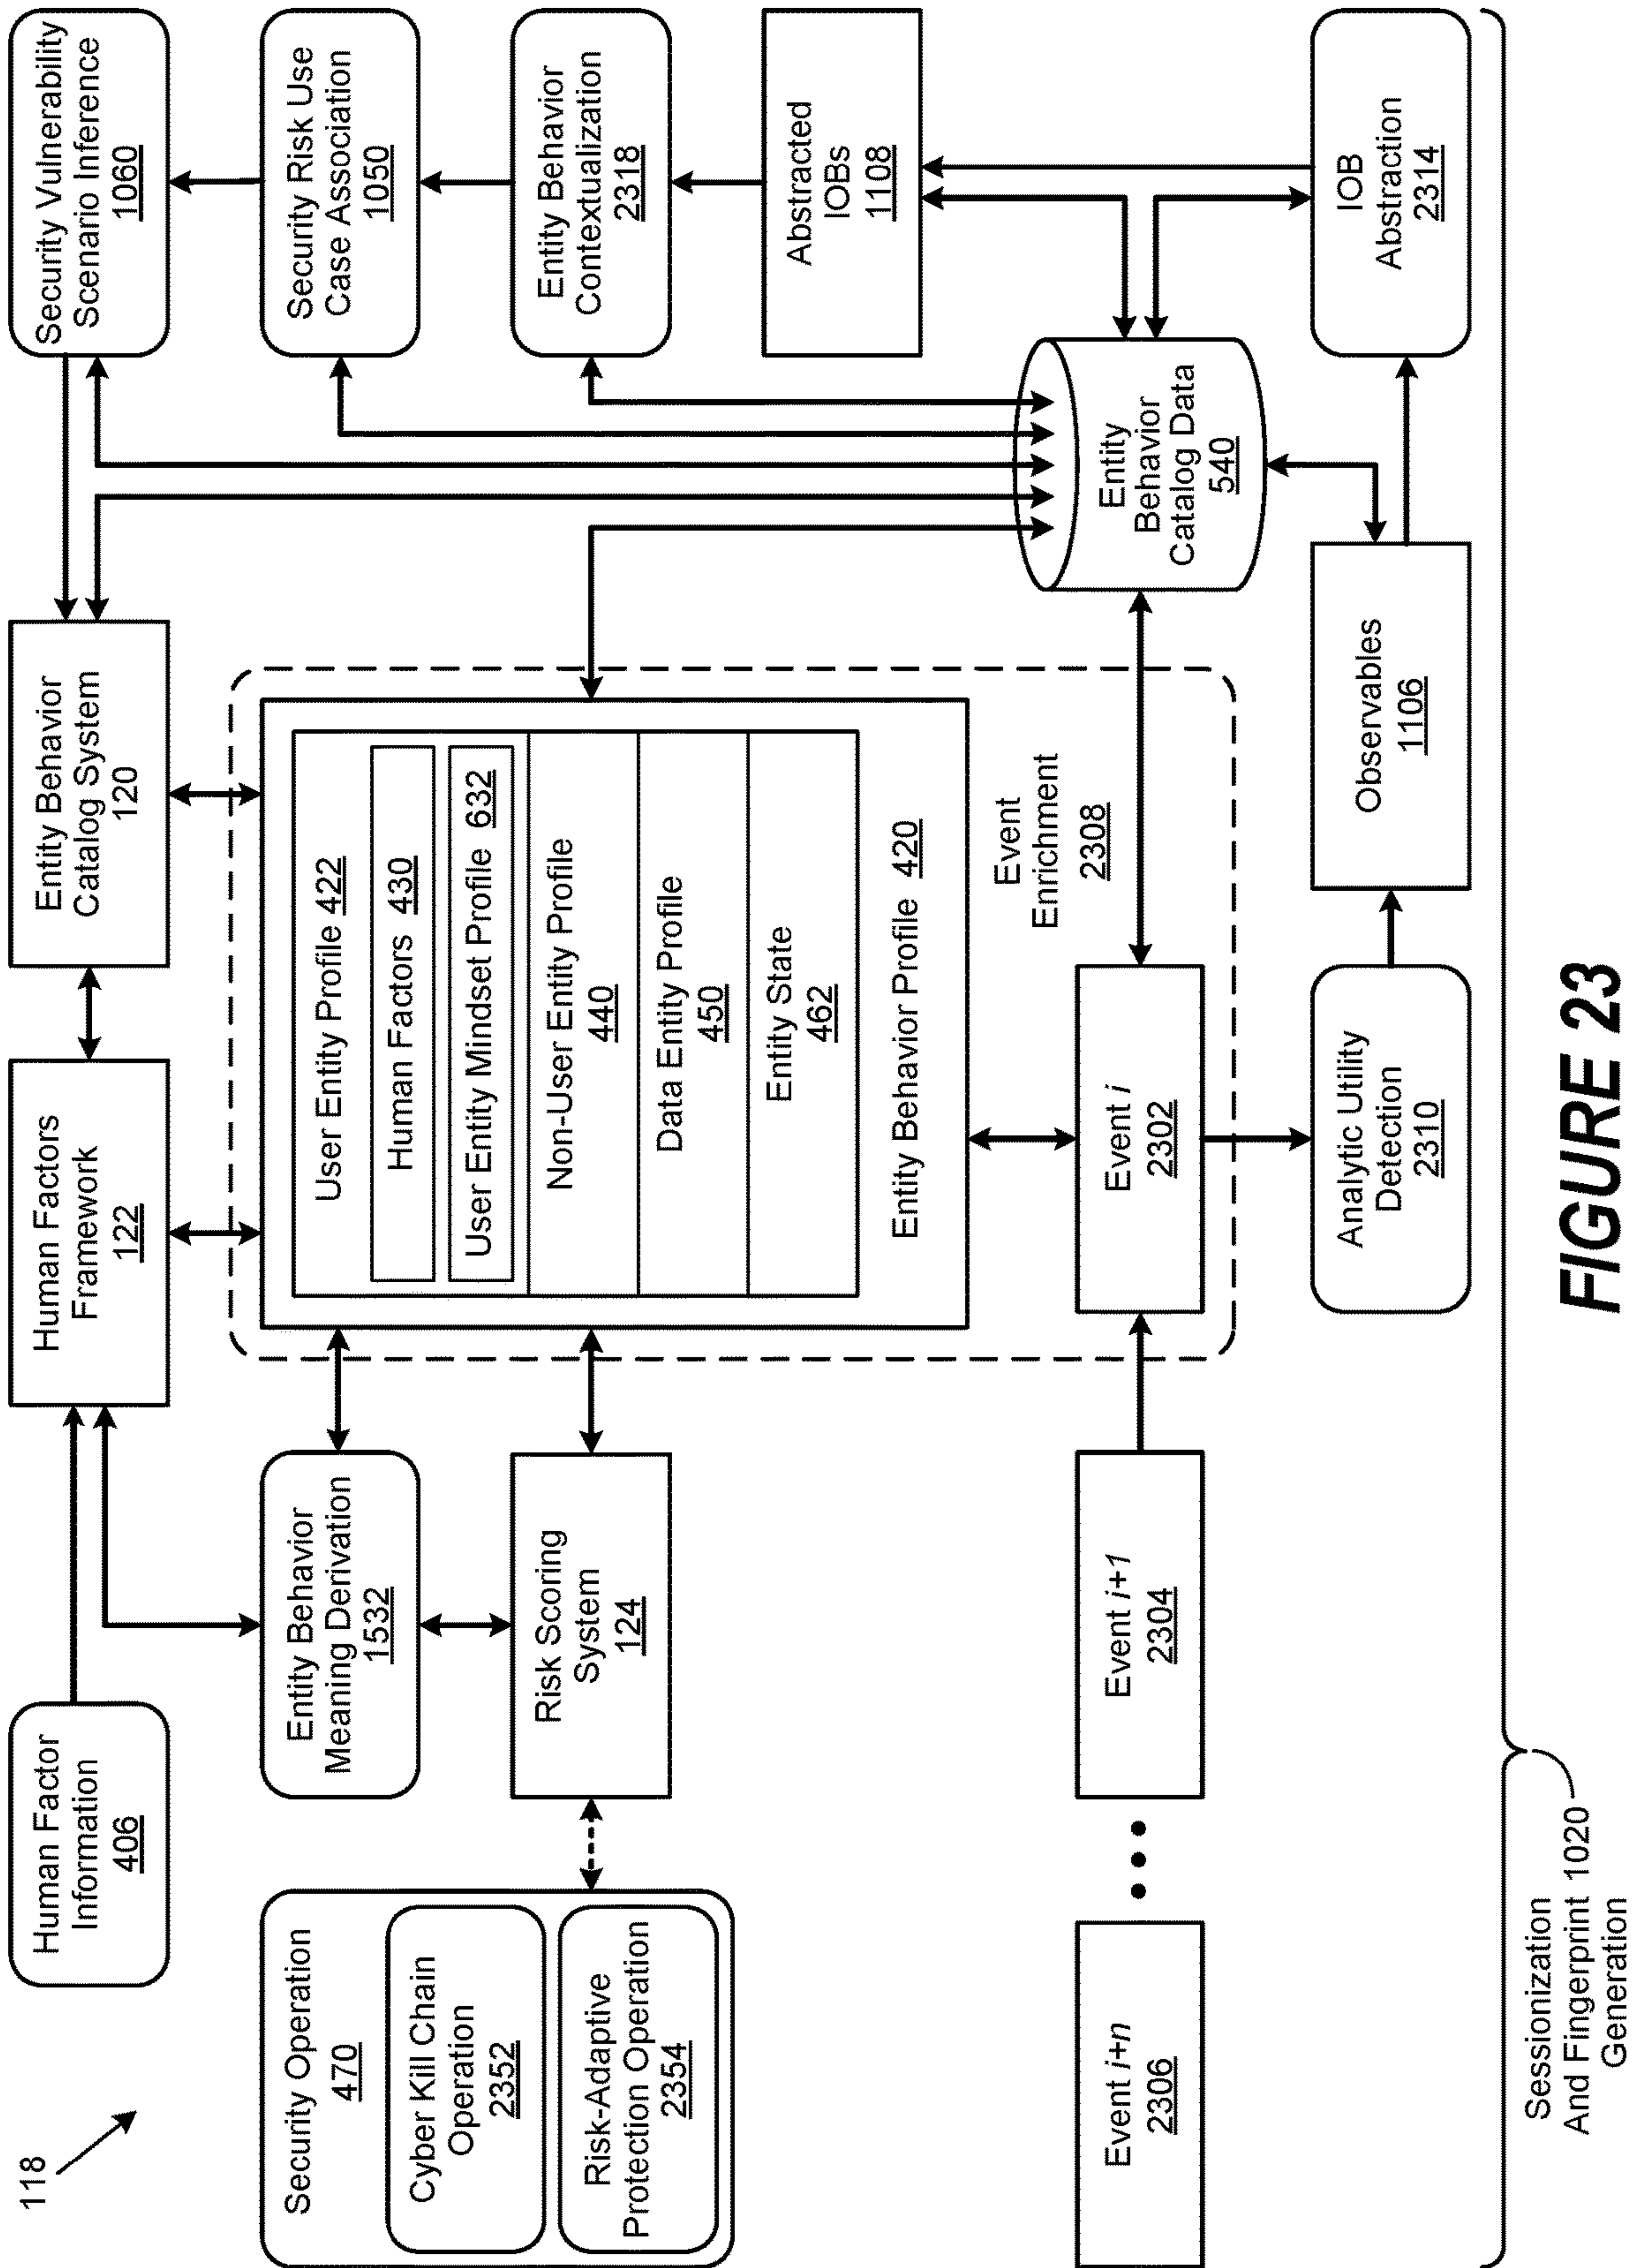 118
Human Factor
Information
406
Human Factors
Framework
122
Entity Behavior
Catalog System
120
Security Vulnerability
Scenario Inference
1060
Security Operation
470
Cyber Kill Chain
Operation
2352
Risk-Adaptive
Protection Operation
2354
Entity Behavior
Meaning Derivation
1532
Risk Scoring
System
124
User Entity Profile 422
Human Factors 430
User Entity Mindset Profile 632
Non-User Entity Profile
440
Data Entity Profile
450
Entity State
462
Entity Behavior Profile 420
Security Risk Use
Case Association
1050
Entity Behavior
Contextualization
2318
Abstracted
IOBs
1108
Event
Enrichment
2308
Entity
Behavior
Catalog Data
540
Event i+n
2306
Event i+1
2304
Event i
2302
Analytic Utility
Detection
2310
Observables
1106
IOB
Abstraction
2314
Sessionization
And Fingerprint 1020
Generation
FIGURE 23